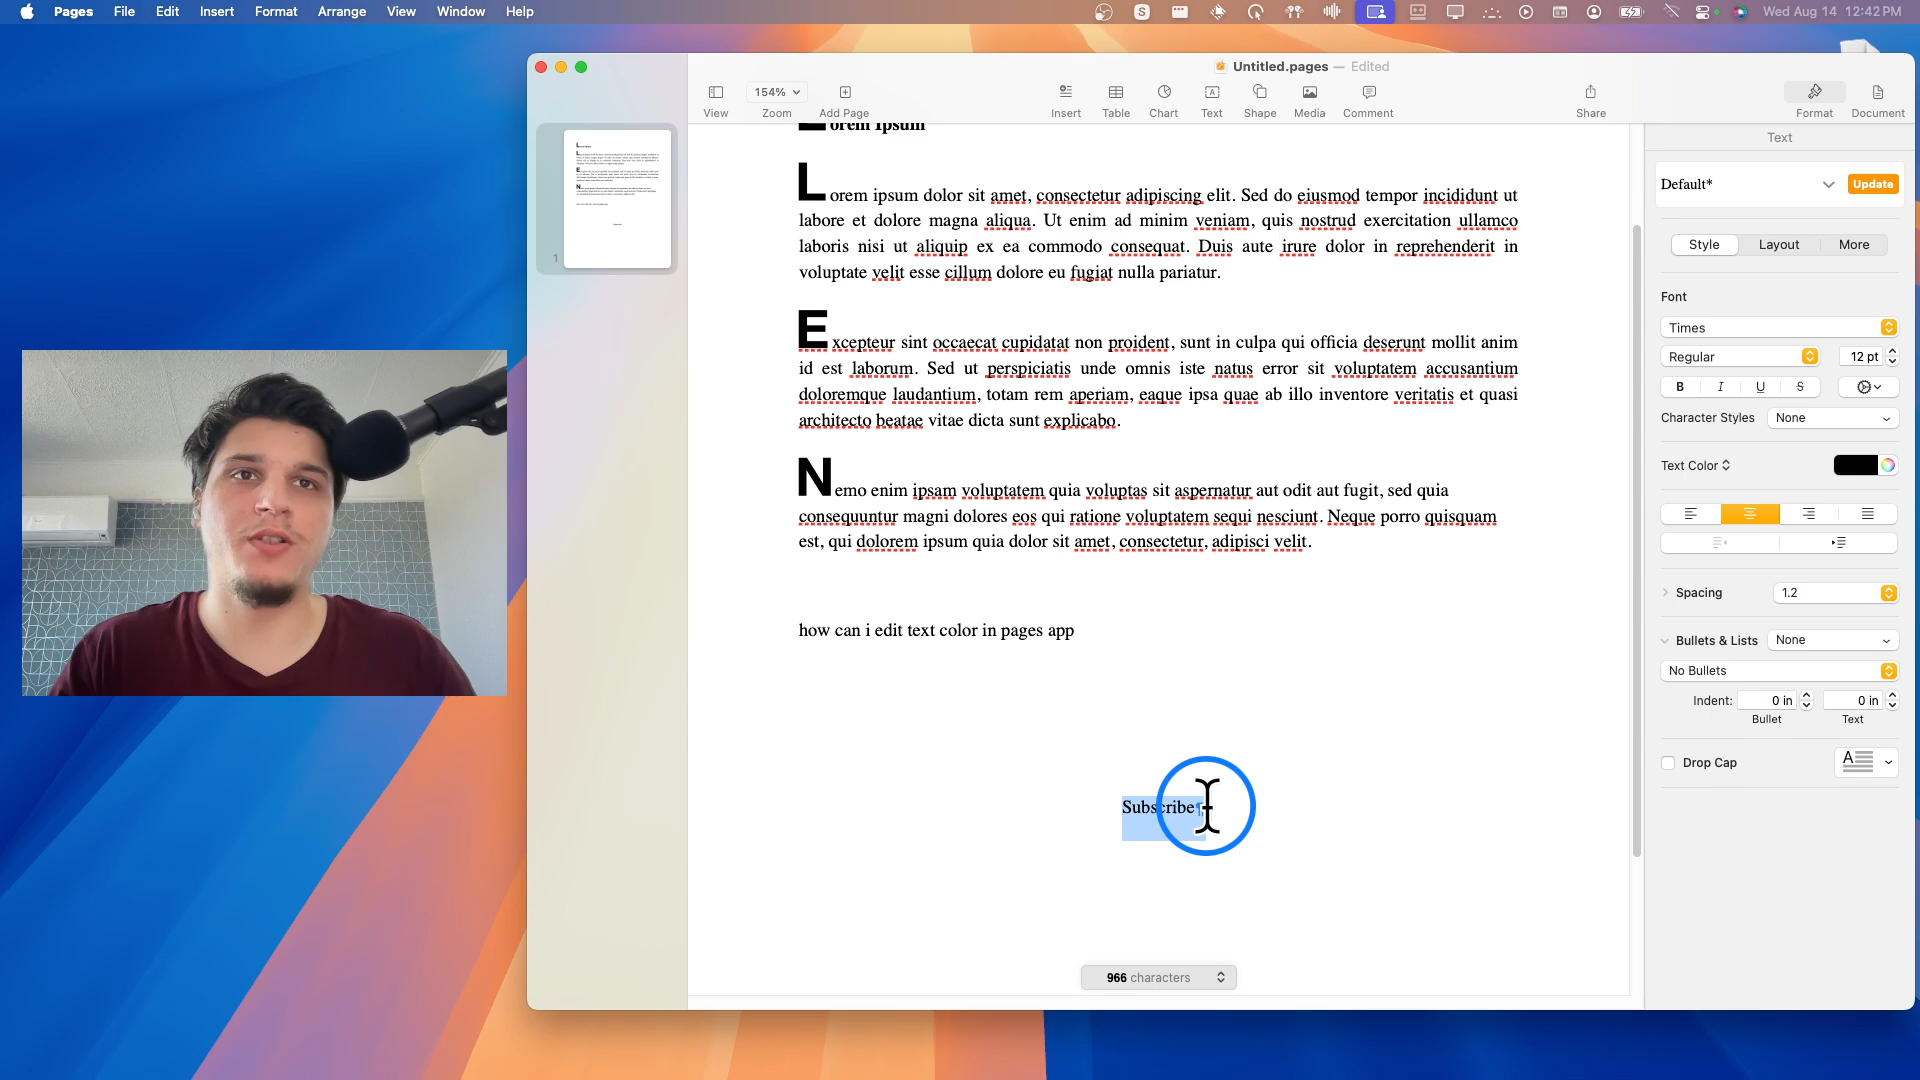 Pages File Edit Insert Format Arrange View Window Help
Wed Aug 14 12:42 PM
Untitled.pages — Edited
154%
View Zoom Add Page Insert Table Chart Text Shape Media Comment Share Format Document
Lorem Ipsum
Lorem ipsum dolor sit amet, consectetur adipiscing elit. Sed do eiusmod tempor incididunt ut
labore et dolore magna aliqua. Ut enim ad minim veniam, quis nostrud exercitation ullamco
laboris nisi ut aliquip ex ea commodo consequat. Duis aute irure dolor in reprehenderit in
voluptate velit esse cillum dolore eu fugiat nulla pariatur.
Excepteur sint occaecat cupidatat non proident, sunt in culpa qui officia deserunt mollit anim
id est laborum. Sed ut perspiciatis unde omnis iste natus error sit voluptatem accusantium
doloremque laudantium, totam rem aperiam, eaque ipsa quae ab illo inventore veritatis et quasi
architecto beatae vitae dicta sunt explicabo.
Nemo enim ipsam voluptatem quia voluptas sit aspernatur aut odit aut fugit, sed quia
consequuntur magni dolores eos qui ratione voluptatem sequi nesciunt. Neque porro quisquam
est, qui dolorem ipsum quia dolor sit amet, consectetur, adipisci velit.
how can i edit text color in pages app
Subscribe
966 characters
1
Text
Default* Update
Style Layout More
Font
Times
Regular 12 pt
B I U S
Character Styles None
Text Color
Spacing 1.2
Bullets & Lists None
No Bullets
Indent: 0 in 0 in
Bullet Text
Drop Cap